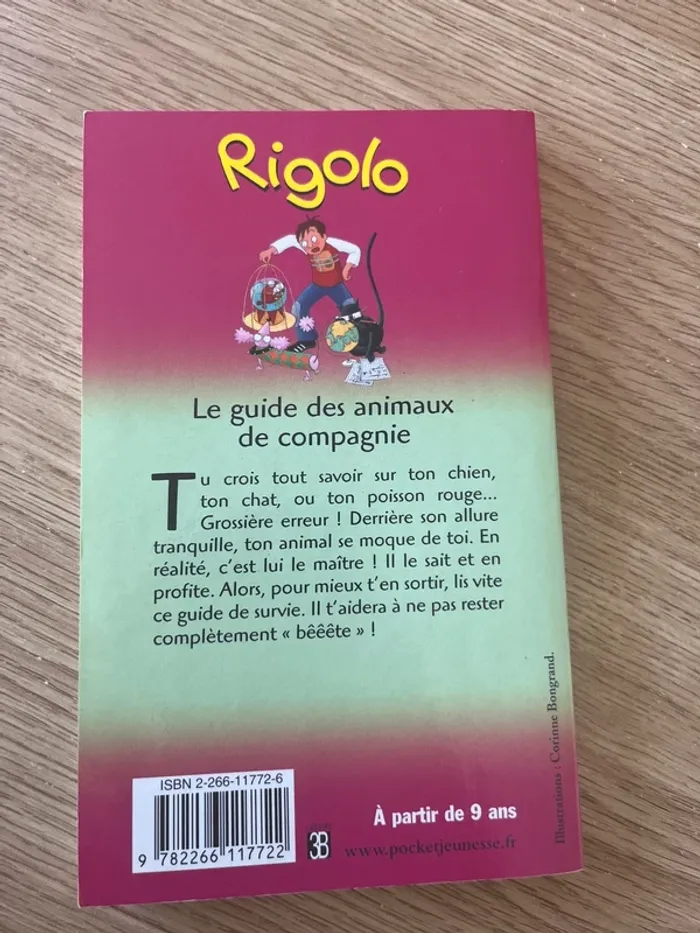 Rigolo
Le guide des animaux
de compagnie
Tu crois tout savoir sur ton chien,
ton chat, ou ton poisson rouge...
Grossière erreur ! Derrière son allure
tranquille, ton animal se moque de toi. En
réalité, c'est lui le maître ! Il le sait et en
profite. Alors, pour mieux t'en sortir, lis vite
ce guide de survie. Il t'aidera à ne pas rester
complètement « bêêête » !
Illustrations : Corinne Bongrand.
ISBN 2-266-11772-6
9 782266 117722
3B
À partir de 9 ans
www.pocketjeunesse.fr